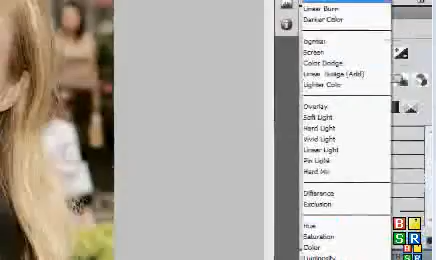 Linear Burn
Darker Color
Lighten
Screen
Color Dodge
Linear Dodge (Add)
Lighter Color
Overlay
Soft Light
Hard Light
Vivid Light
Linear Light
Pin Light
Hard Mix
Difference
Exclusion
Hue
Saturation
Color
Luminosity
B S
S R
B S
S R